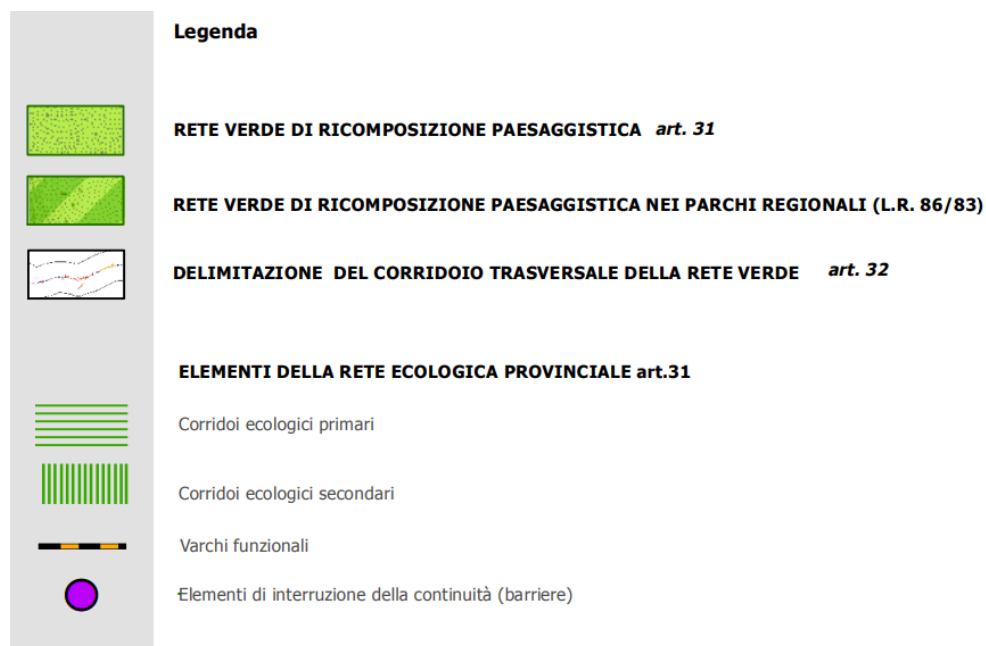 Legenda
RETE VERDE DI RICOMPOSIZIONE PAESAGGISTICA art. 31
RETE VERDE DI RICOMPOSIZIONE PAESAGGISTICA NEI PARCHI REGIONALI (L.R. 86/83)
DELIMITAZIONE DEL CORRIDOIO TRASVERSALE DELLA RETE VERDE art. 32
ELEMENTI DELLA RETE ECOLOGICA PROVINCIALE art.31
Corridoi ecologici primari
Corridoi ecologici secondari
Varchi funzionali
Elementi di interruzione della continuità (barriere)